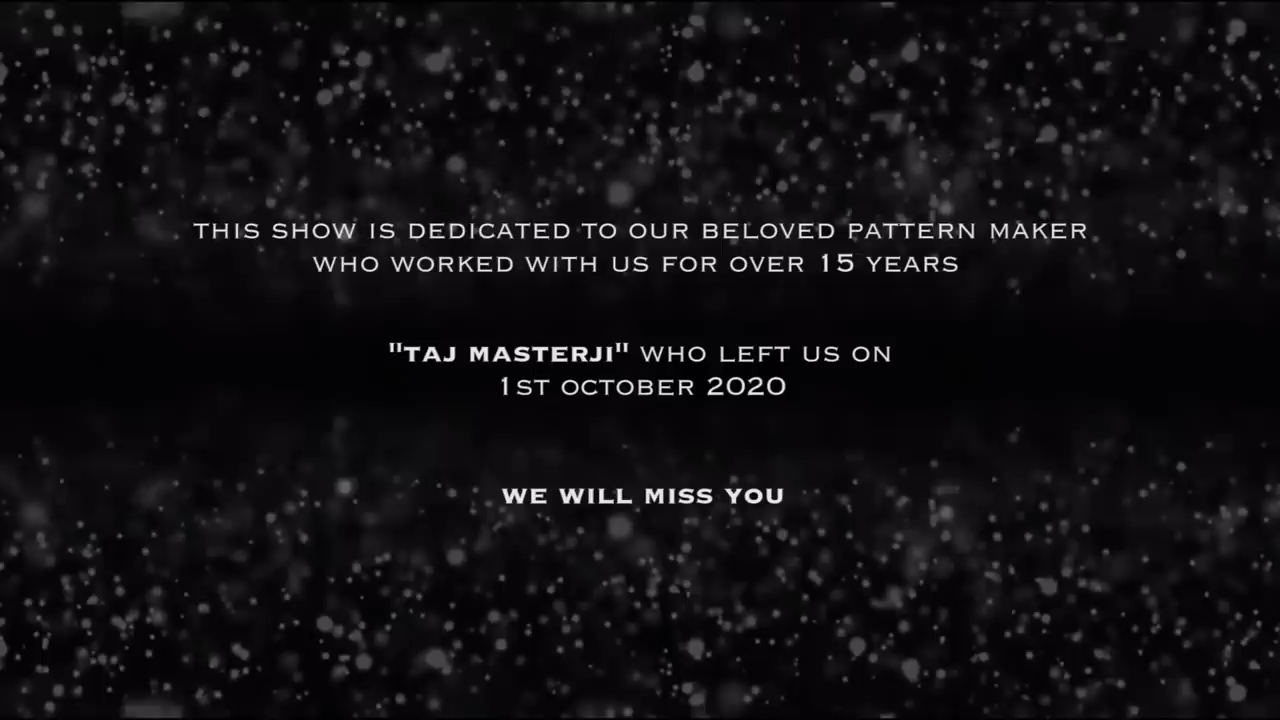 THIS SHOW IS DEDICATED TO OUR BELOVED PATTERN MAKER
WHO WORKED WITH US FOR OVER 15 YEARS
"TAJ MASTERJI" WHO LEFT US ON
1ST OCTOBER 2020
WE WILL MISS YOU